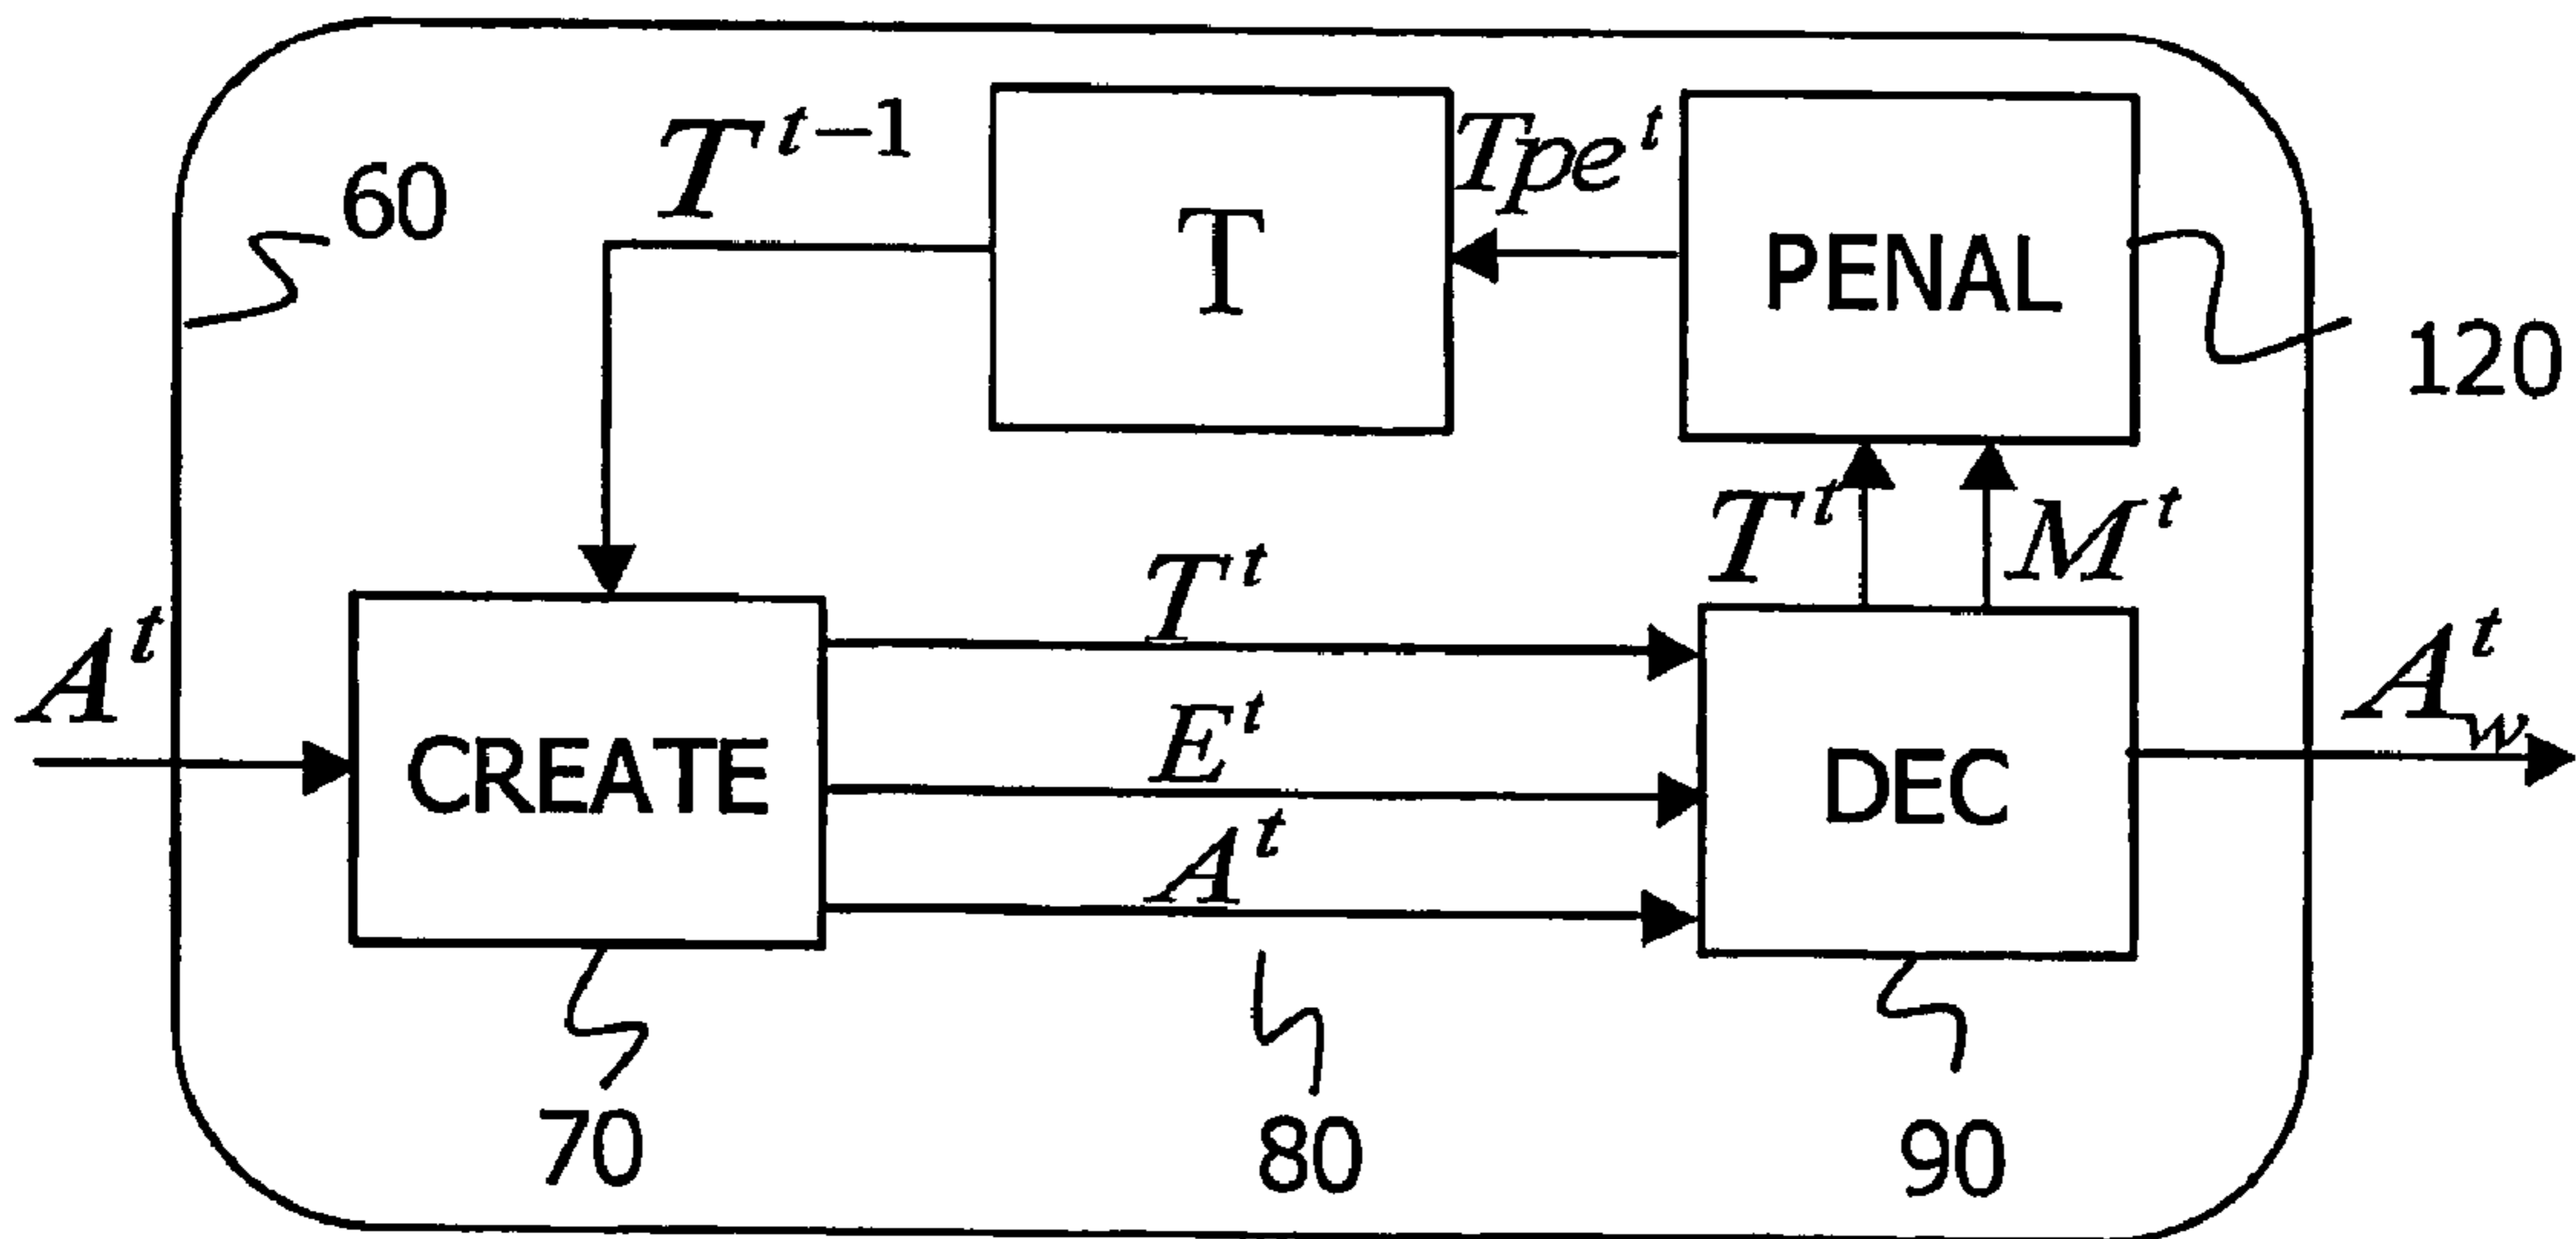 T^{t-1}
Tpe^t
60
T
PENAL
120
T^t
M^t
T^t
A^t
A_w^t
E^t
CREATE
DEC
A^t
70
80
90